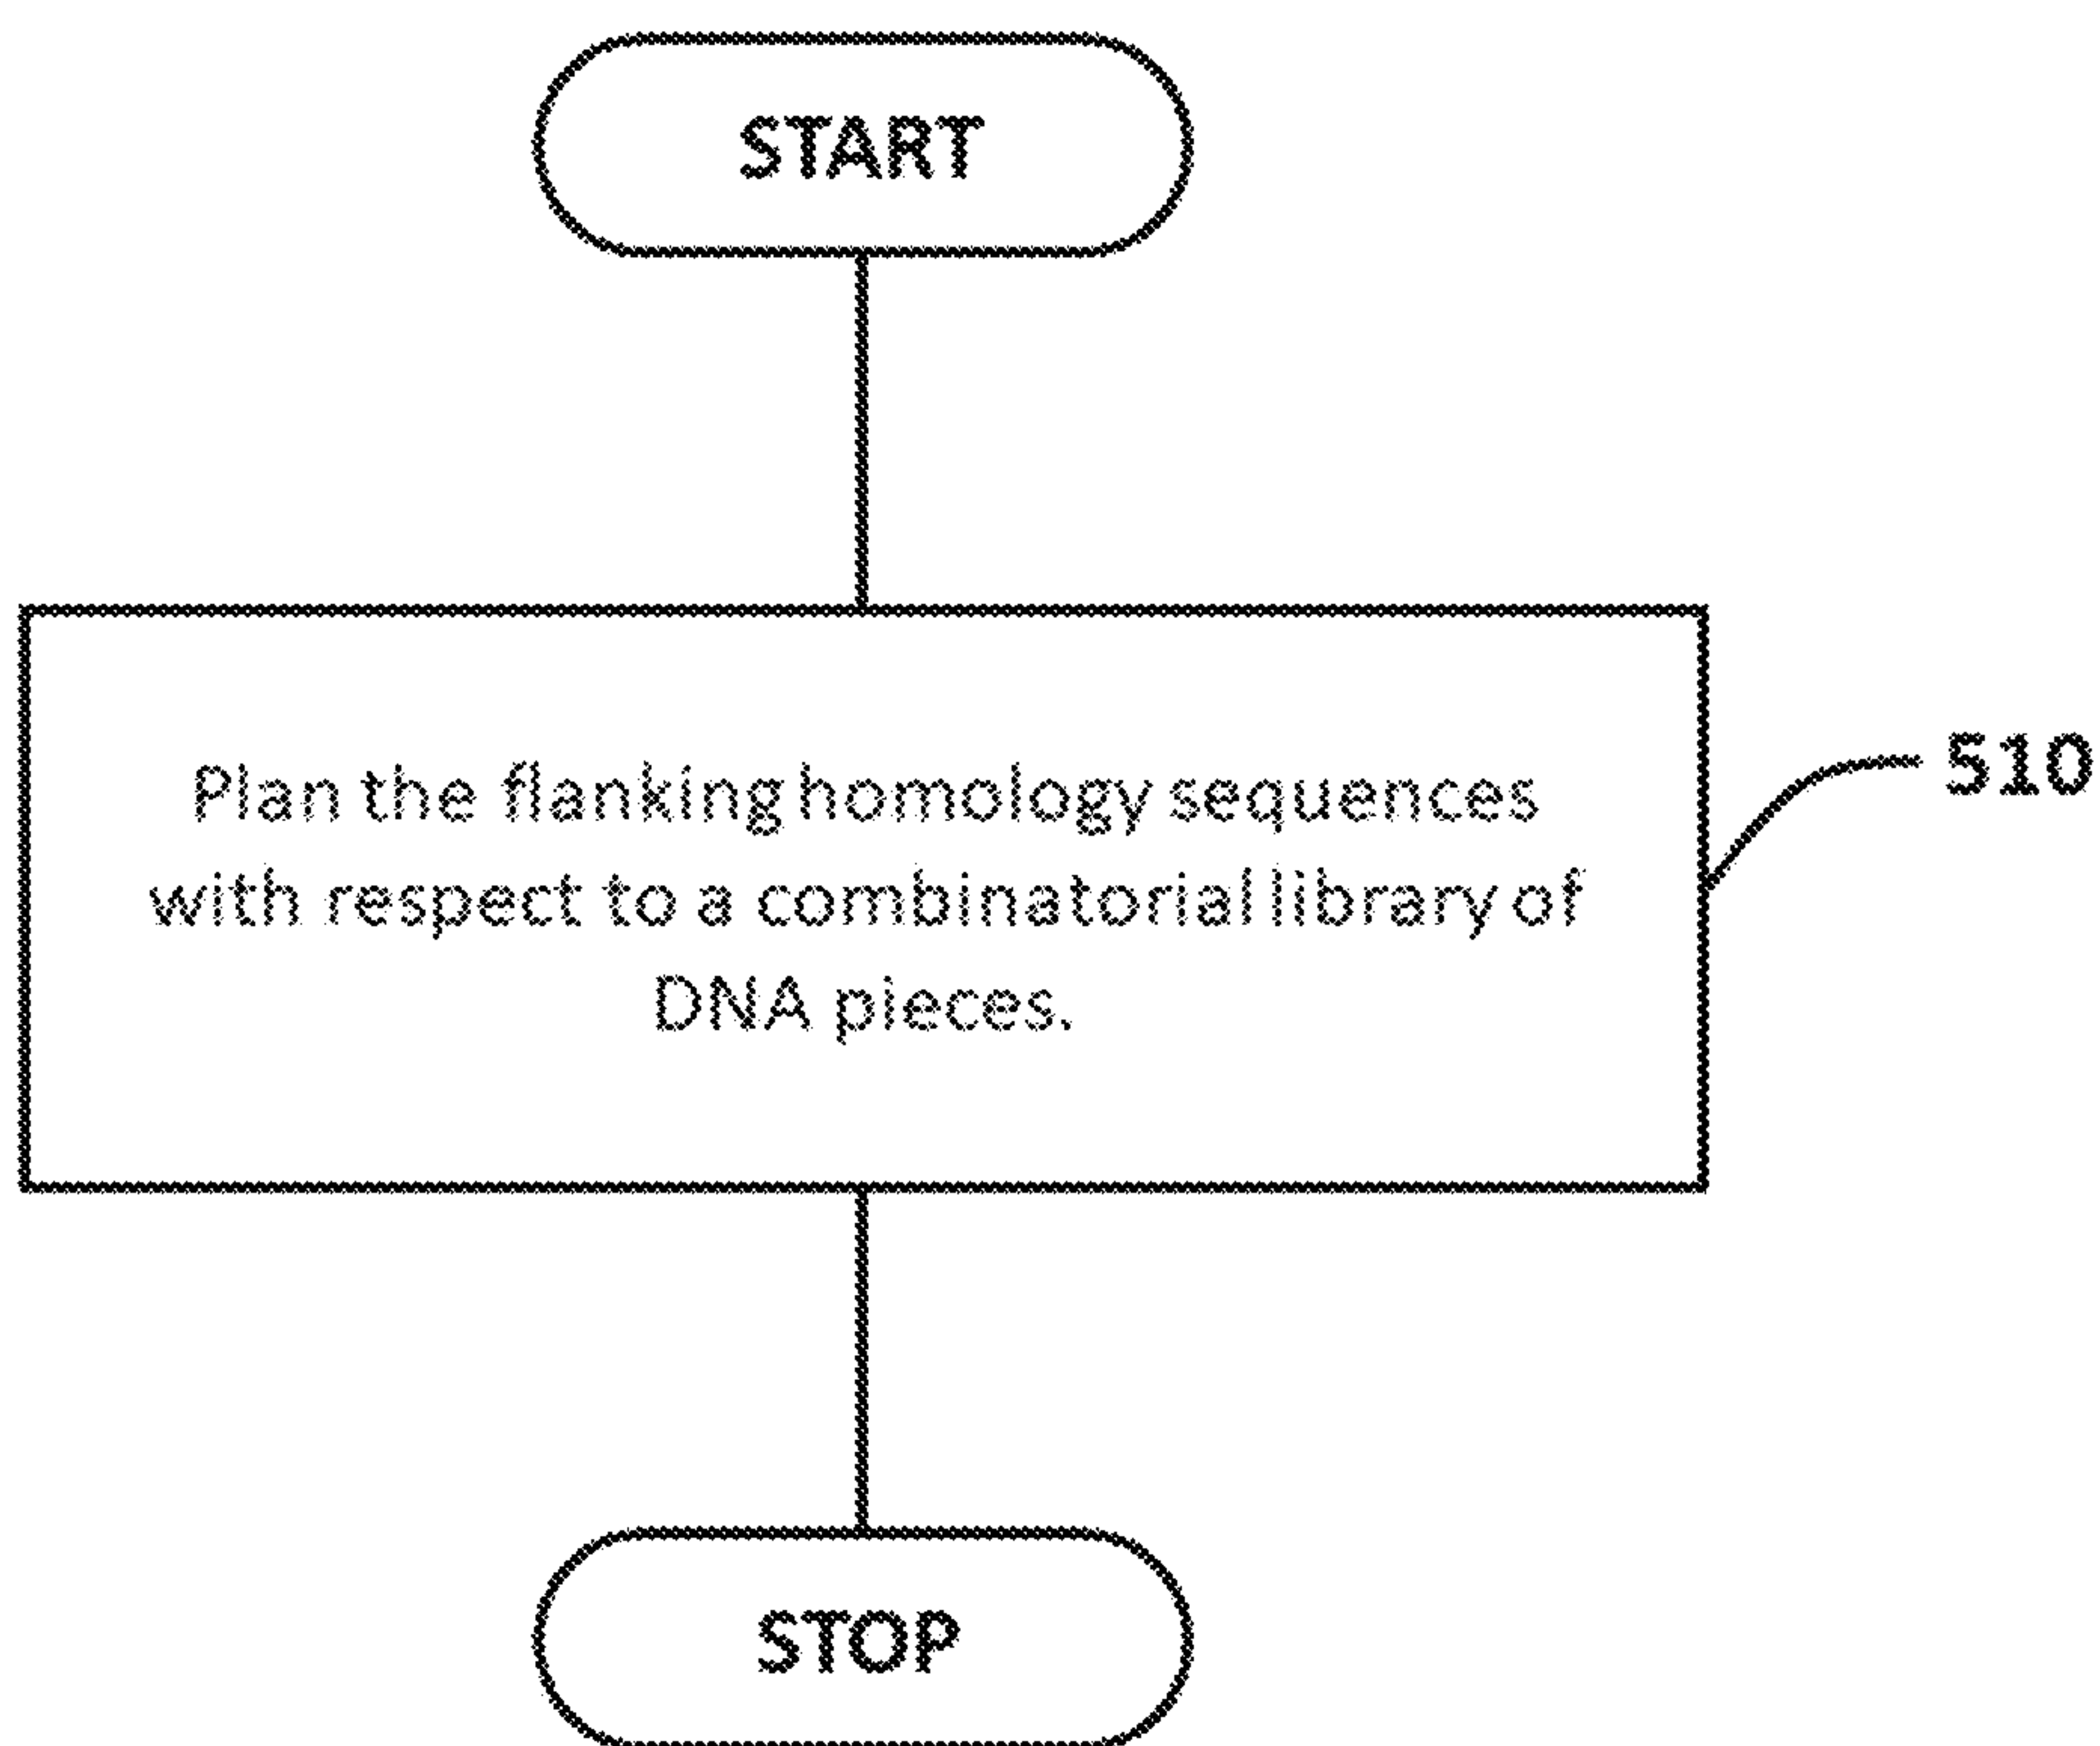 START
Plan the flanking homology sequences
510
with respect to a combinatorial library of
DNA pieces.
STOP